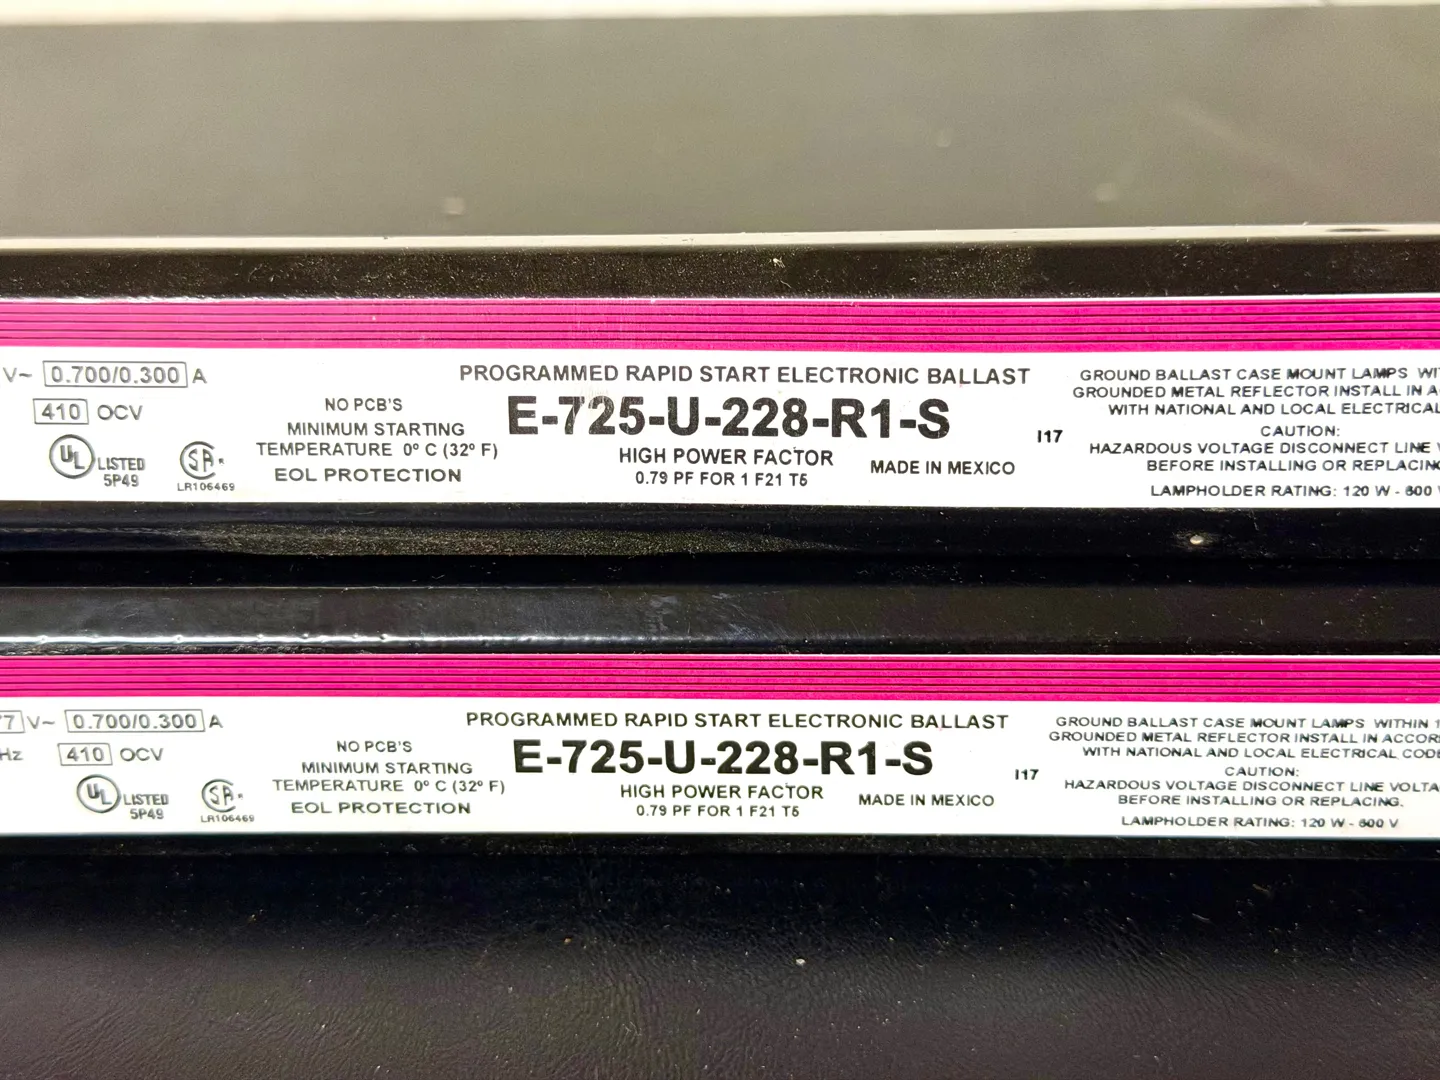 V~ 0.700/0.300 A
410 OCV
UL LISTED
5P49
LR106469
NO PCB'S
MINIMUM STARTING
TEMPERATURE 0º C (32º F)
EOL PROTECTION
PROGRAMMED RAPID START ELECTRONIC BALLAST
E-725-U-228-R1-S
HIGH POWER FACTOR
0.79 PF FOR 1 F21 T5
MADE IN MEXICO
I17
GROUND BALLAST CASE MOUNT LAMPS
GROUNDED METAL REFLECTOR INSTALL IN
WITH NATIONAL AND LOCAL ELECTRICAL
CAUTION:
HAZARDOUS VOLTAGE DISCONNECT LINE
BEFORE INSTALLING OR REPLACING
LAMPHOLDER RATING: 120 W - 600
V~ 0.700/0.300 A
Hz 410 OCV
UL LISTED
5P49
LR106469
NO PCB'S
MINIMUM STARTING
TEMPERATURE 0º C (32º F)
EOL PROTECTION
PROGRAMMED RAPID START ELECTRONIC BALLAST
E-725-U-228-R1-S
HIGH POWER FACTOR
0.79 PF FOR 1 F21 T5
MADE IN MEXICO
I17
GROUND BALLAST CASE MOUNT LAMPS WITHIN
GROUNDED METAL REFLECTOR INSTALL IN
WITH NATIONAL AND LOCAL ELECTRICAL
CAUTION:
HAZARDOUS VOLTAGE DISCONNECT LINE
BEFORE INSTALLING OR REPLACING.
LAMPHOLDER RATING: 120 W - 600 V